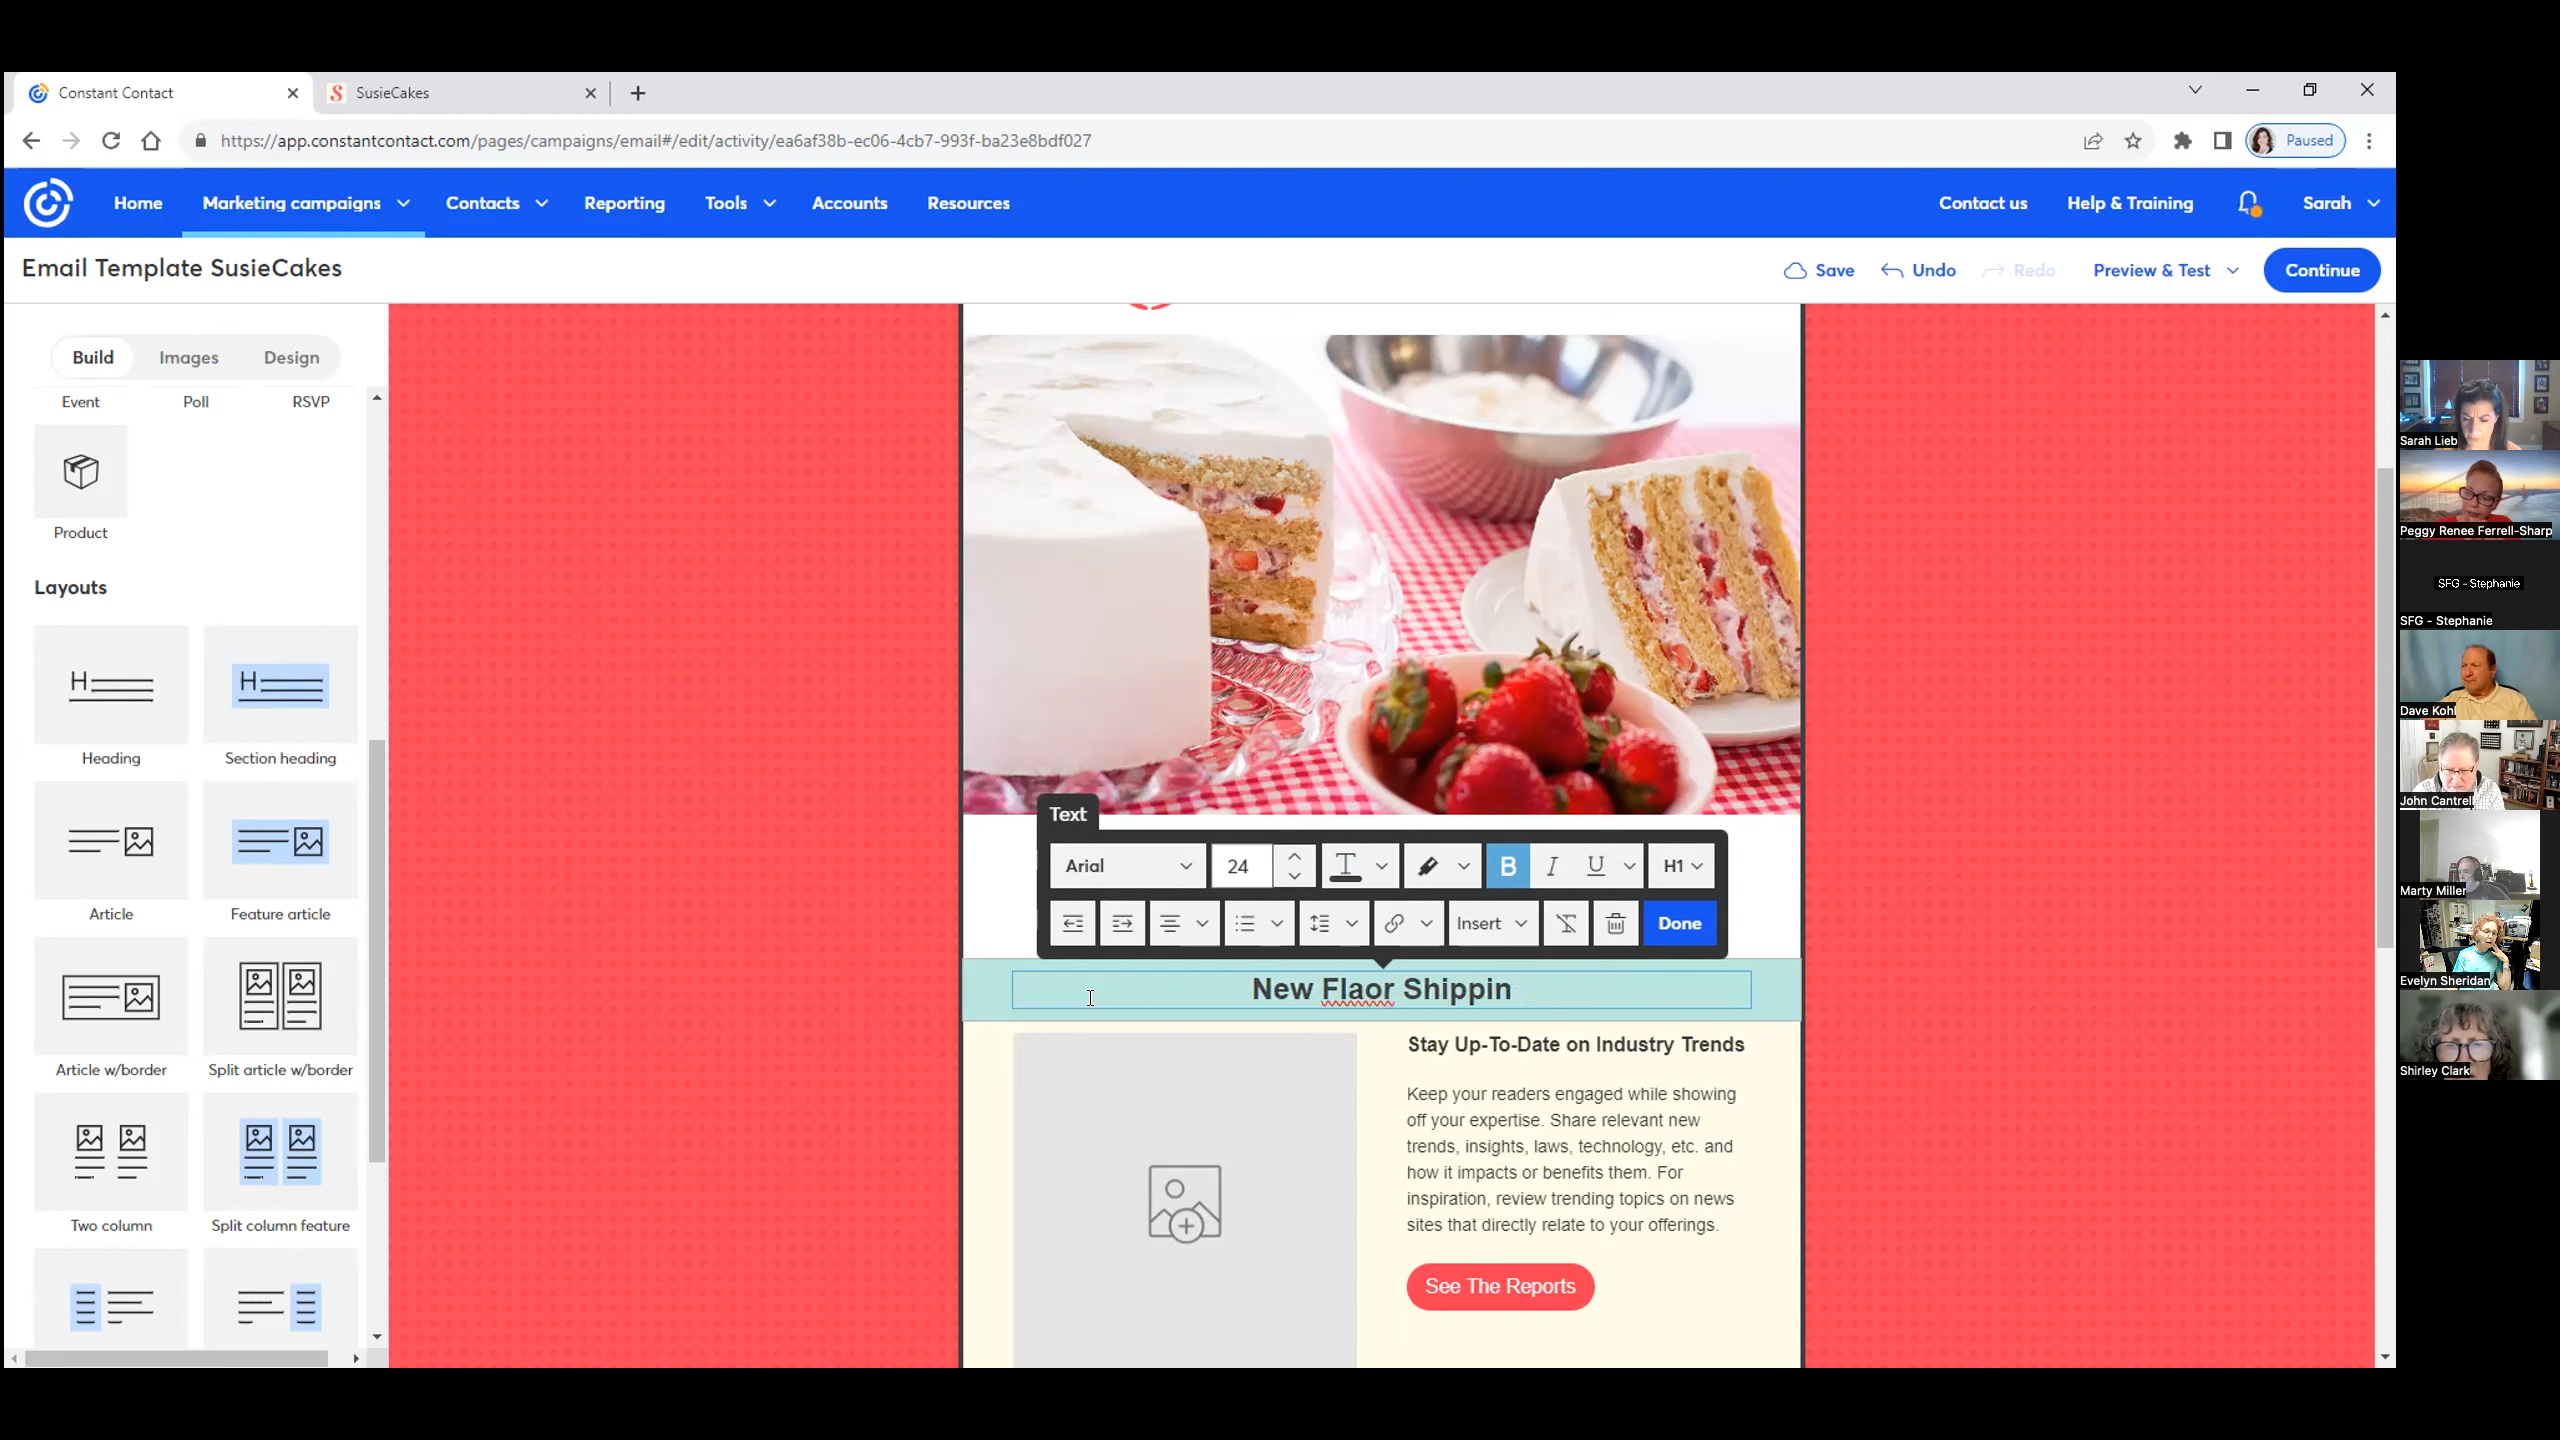 Constant Contact
S SusieCakes
https://app.constantcontact.com/pages/campaigns/email#/edit/activity/ea6af38b-ec06-4cb7-993f-ba23e8bdf027
Paused
Home Marketing campaigns Contacts Reporting Tools Accounts Resources
Contact us Help & Training Sarah
Email Template SusieCakes
Save Undo Redo Preview & Test Continue
Build Images Design
Event Poll RSVP
Product
Layouts
H H
Heading Section heading
Article Feature article
Article w/border Split article w/border
Two column Split column feature
Text
Arial 24 T B I U H1
Insert Done
New Flaor Shippin
Stay Up-To-Date on Industry Trends
Keep your readers engaged while showing
off your expertise. Share relevant new
trends, insights, laws, technology, etc. and
how it impacts or benefits them. For
inspiration, review trending topics on news
sites that directly relate to your offerings.
See The Reports
Sarah Lieb
Peggy Renee Ferrell-Sharp
SFG - Stephanie
SFG - Stephanie
Dave Kohl
John Cantrell
Marty Miller
Evelyn Sheridan
Shirley Clark